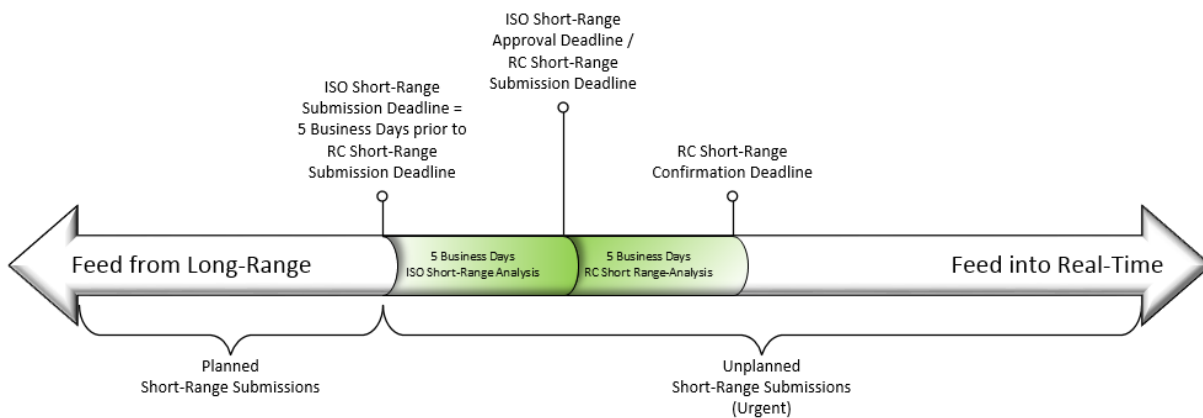 ISO Short-Range
Approval Deadline /
RC Short-Range
Submission Deadline
ISO Short-Range
Submission Deadline =
5 Business Days prior to
RC Short-Range
Submission Deadline
RC Short-Range
Confirmation Deadline
Feed from Long-Range
5 Business Days
ISO Short-Range Analysis
5 Business Days
RC Short Range-Analysis
Feed into Real-Time
Planned
Short-Range Submissions
Unplanned
Short-Range Submissions
(Urgent)